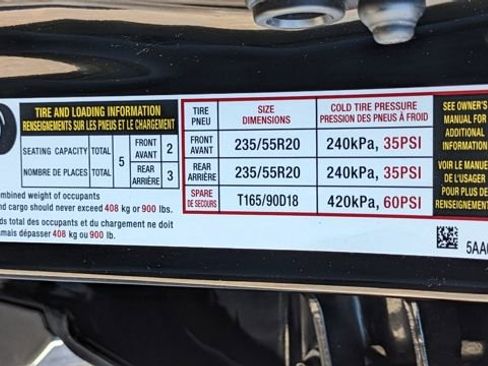 TIRE AND LOADING INFORMATION
RENSEIGNEMENTS SUR LES PNEUS ET LE CHARGEMENT
SEATING CAPACITY TOTAL 5 FRONT AVANT 2
NOMBRE DE PLACES TOTAL REAR ARRIÈRE 3
ombined weight of occupants
nd cargo should never exceed 408 kg or 900 lbs.
ds total des occupants et du chargement ne doit
mais dépasser 408 kg ou 900 lb.
TIRE PNEU SIZE DIMENSIONS COLD TIRE PRESSURE PRESSION DES PNEUS À FROID
FRONT AVANT 235/55R20 240kPa, 35PSI
REAR ARRIÈRE 235/55R20 240kPa, 35PSI
SPARE DE SECOURS T165/90D18 420kPa, 60PSI
SEE OWNER'S
MANUAL FOR
ADDITIONAL
INFORMATION
VOIR LE MANUEL
DE L'USAGER
POUR PLUS DE
RENSEIGNEMENT
5AA